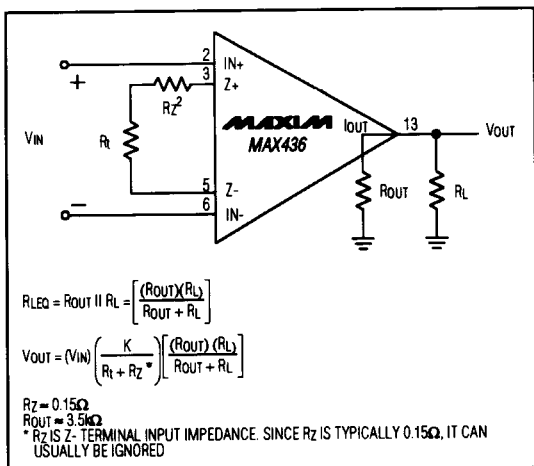 2
IN+
+
3
Z+
RZ²
MAXIM
IOUT
13
VOUT
VIN
Rt
MAX436
5
Z-
ROUT
RL
6
−
IN-
RLEQ = ROUT II RL = [(ROUT)(RL) / ROUT + RL]
VOUT = (VIN) (K / Rt + RZ*) [(ROUT) (RL) / ROUT + RL]
RZ ≈ 0.15Ω
ROUT ≈ 3.5kΩ
* RZ IS Z- TERMINAL INPUT IMPEDANCE. SINCE RZ IS TYPICALLY 0.15Ω, IT CAN
USUALLY BE IGNORED